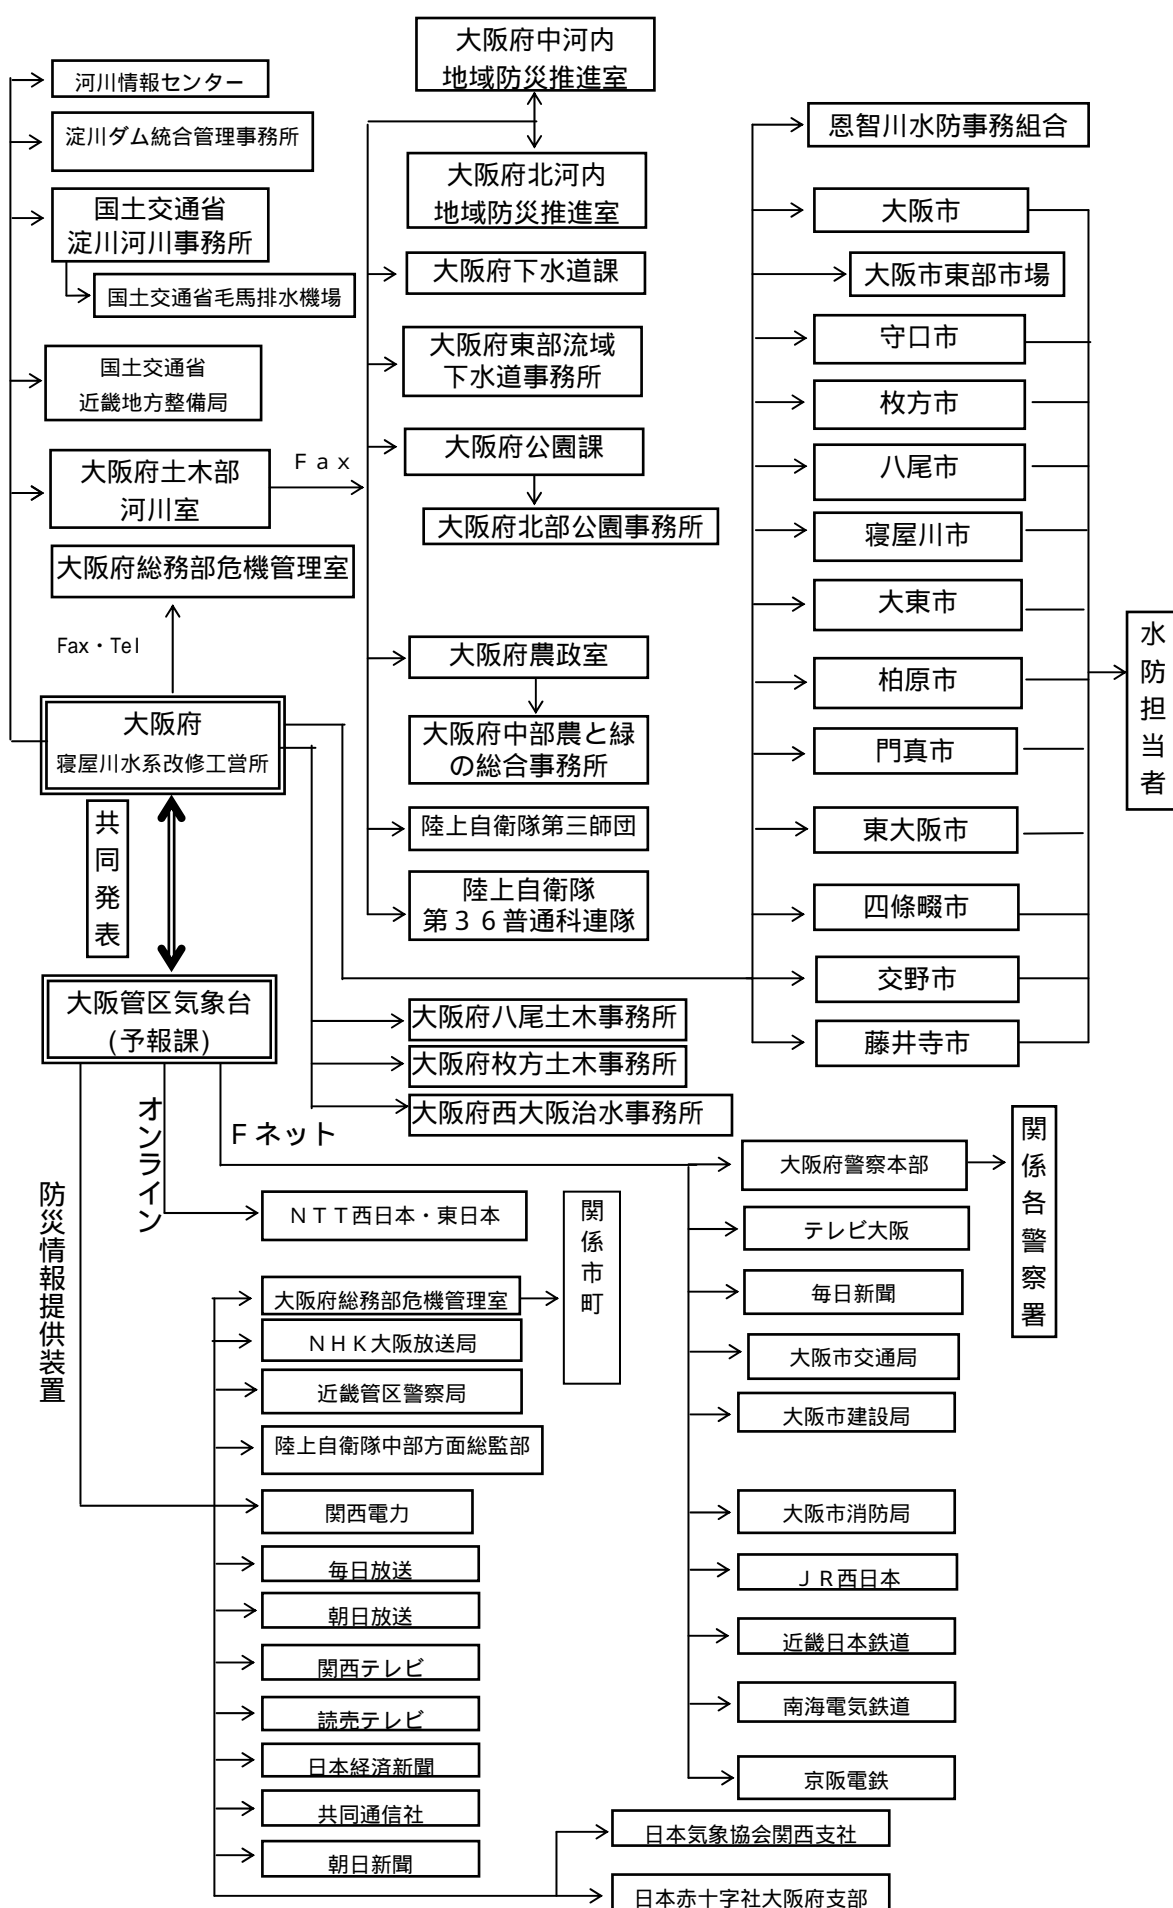 河川情報センター
淀川ダム統合管理事務所
国土交通省
淀川河川事務所
国土交通省毛馬排水機場
国土交通省
近畿地方整備局
大阪府土木部
河川室
Ｆａｘ
大阪府総務部危機管理室
Fax・Tel
大阪府
寝屋川水系改修工営所
共同発表
大阪管区気象台
(予報課)
大阪府中河内
地域防災推進室
大阪府北河内
地域防災推進室
大阪府下水道課
大阪府東部流域
下水道事務所
大阪府公園課
大阪府北部公園事務所
大阪府農政室
大阪府中部農と緑
の総合事務所
陸上自衛隊第三師団
陸上自衛隊
第３６普通科連隊
大阪府八尾土木事務所
大阪府枚方土木事務所
大阪府西大阪治水事務所
恩智川水防事務組合
大阪市
大阪市東部市場
守口市
枚方市
八尾市
寝屋川市
大東市
柏原市
門真市
東大阪市
四條畷市
交野市
藤井寺市
水防担当者
防災情報提供装置
オンライン
Ｆネット
ＮＴＴ西日本・東日本
大阪府総務部危機管理室
関係市町
ＮＨＫ大阪放送局
近畿管区警察局
陸上自衛隊中部方面総監部
関西電力
毎日放送
朝日放送
関西テレビ
読売テレビ
日本経済新聞
共同通信社
朝日新聞
日本気象協会関西支社
日本赤十字社大阪府支部
大阪府警察本部
関係各警察署
テレビ大阪
毎日新聞
大阪市交通局
大阪市建設局
大阪市消防局
ＪＲ西日本
近畿日本鉄道
南海電気鉄道
京阪電鉄